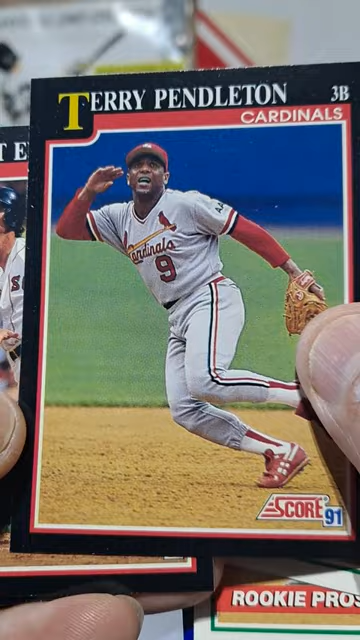 TERRY PENDLETON 3B
CARDINALS
Cardinals
9
SCORE 91
ROOKIE PROS